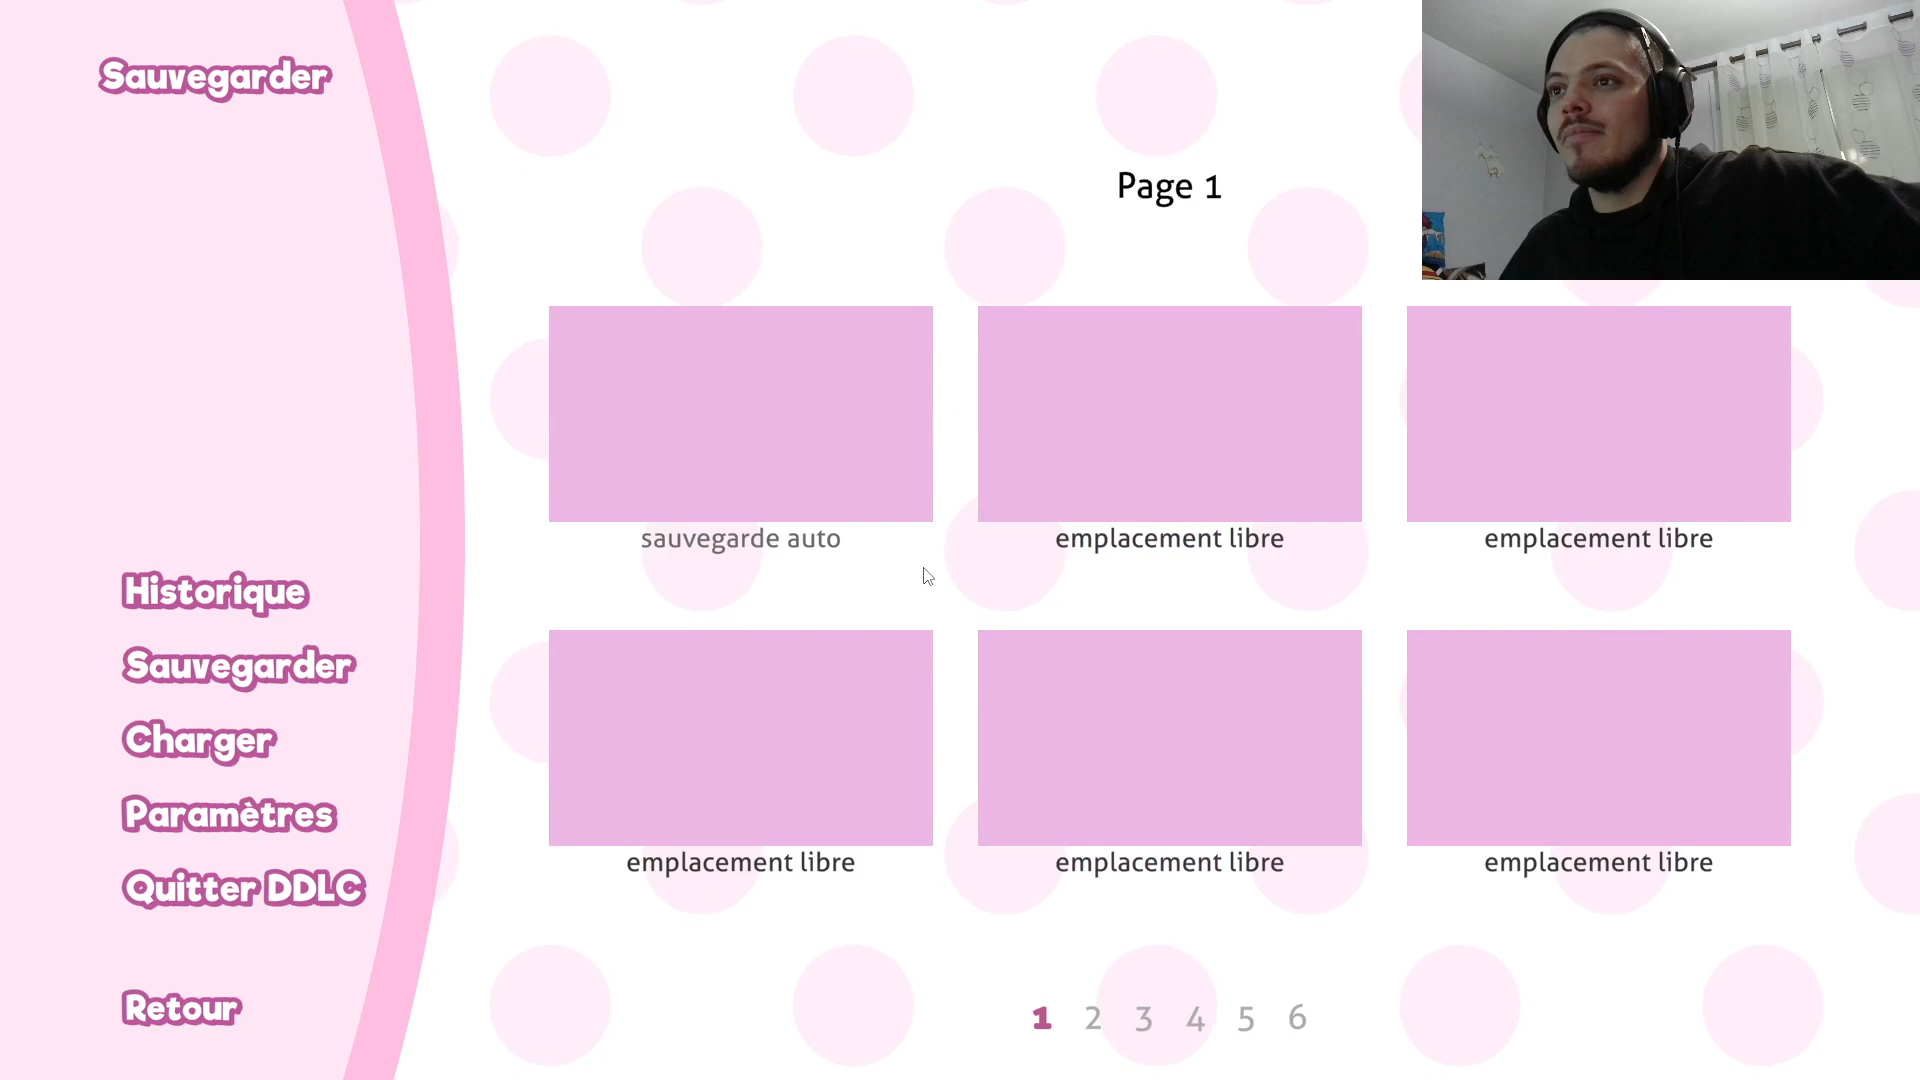 Sauvegarder
Page 1
sauvegarde auto
emplacement libre
emplacement libre
emplacement libre
emplacement libre
emplacement libre
Historique
Sauvegarder
Charger
Paramètres
Quitter DDLC
Retour
1 2 3 4 5 6